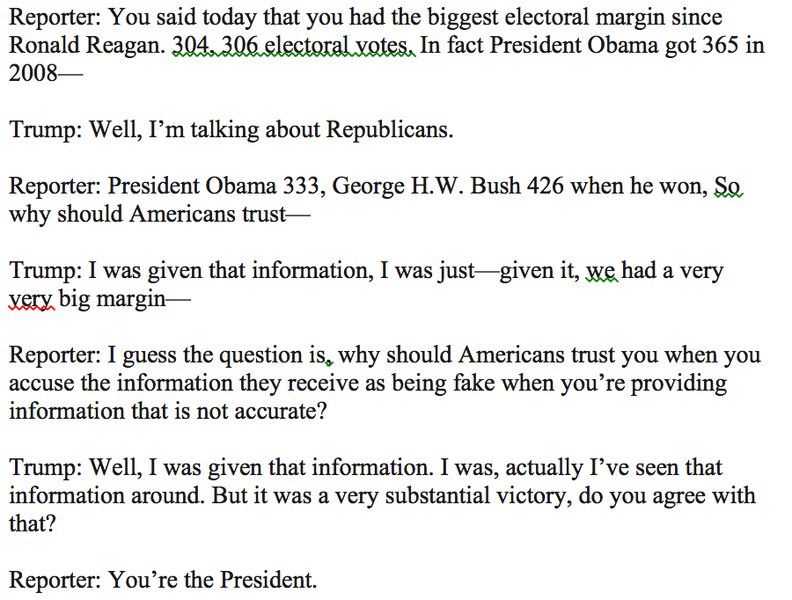 Reporter: You said today that you had the biggest electoral margin since
Ronald Reagan. 304, 306 electoral votes. In fact President Obama got 365 in
2008—
Trump: Well, I’m talking about Republicans.
Reporter: President Obama 333, George H.W. Bush 426 when he won, So
why should Americans trust—
Trump: I was given that information, I was just—given it, we had a very
very big margin—
Reporter: I guess the question is, why should Americans trust you when you
accuse the information they receive as being fake when you’re providing
information that is not accurate?
Trump: Well, I was given that information. I was, actually I’ve seen that
information around. But it was a very substantial victory, do you agree with
that?
Reporter: You’re the President.